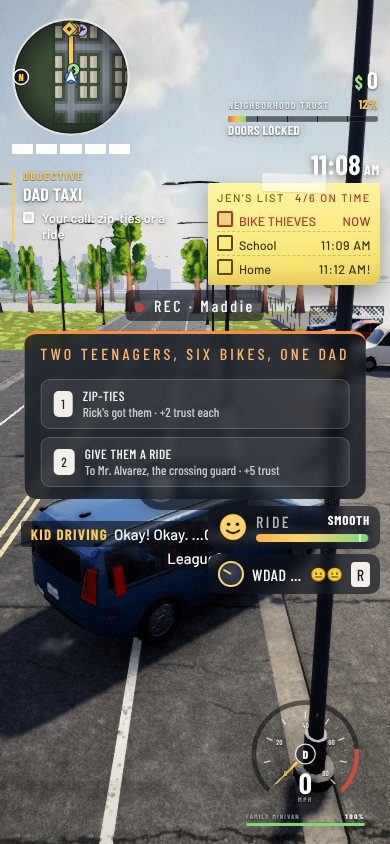 N
$ 0
NEIGHBORHOOD TRUST 12%
DOORS LOCKED
11:08 AM
OBJECTIVE
DAD TAXI
Your call: zip-ties or a
ride
JEN'S LIST 4/6 ON TIME
BIKE THIEVES NOW
School 11:09 AM
Home 11:12 AM!
REC · Maddie
TWO TEENAGERS, SIX BIKES, ONE DAD
1 ZIP-TIES
Rick's got them · +2 trust each
2 GIVE THEM A RIDE
To Mr. Alvarez, the crossing guard · +5 trust
KID DRIVING Okay! Okay.
RIDE SMOOTH
WDAD ... R
20 40 60 80
D
0
MPH
FAMILY MINIVAN 100%